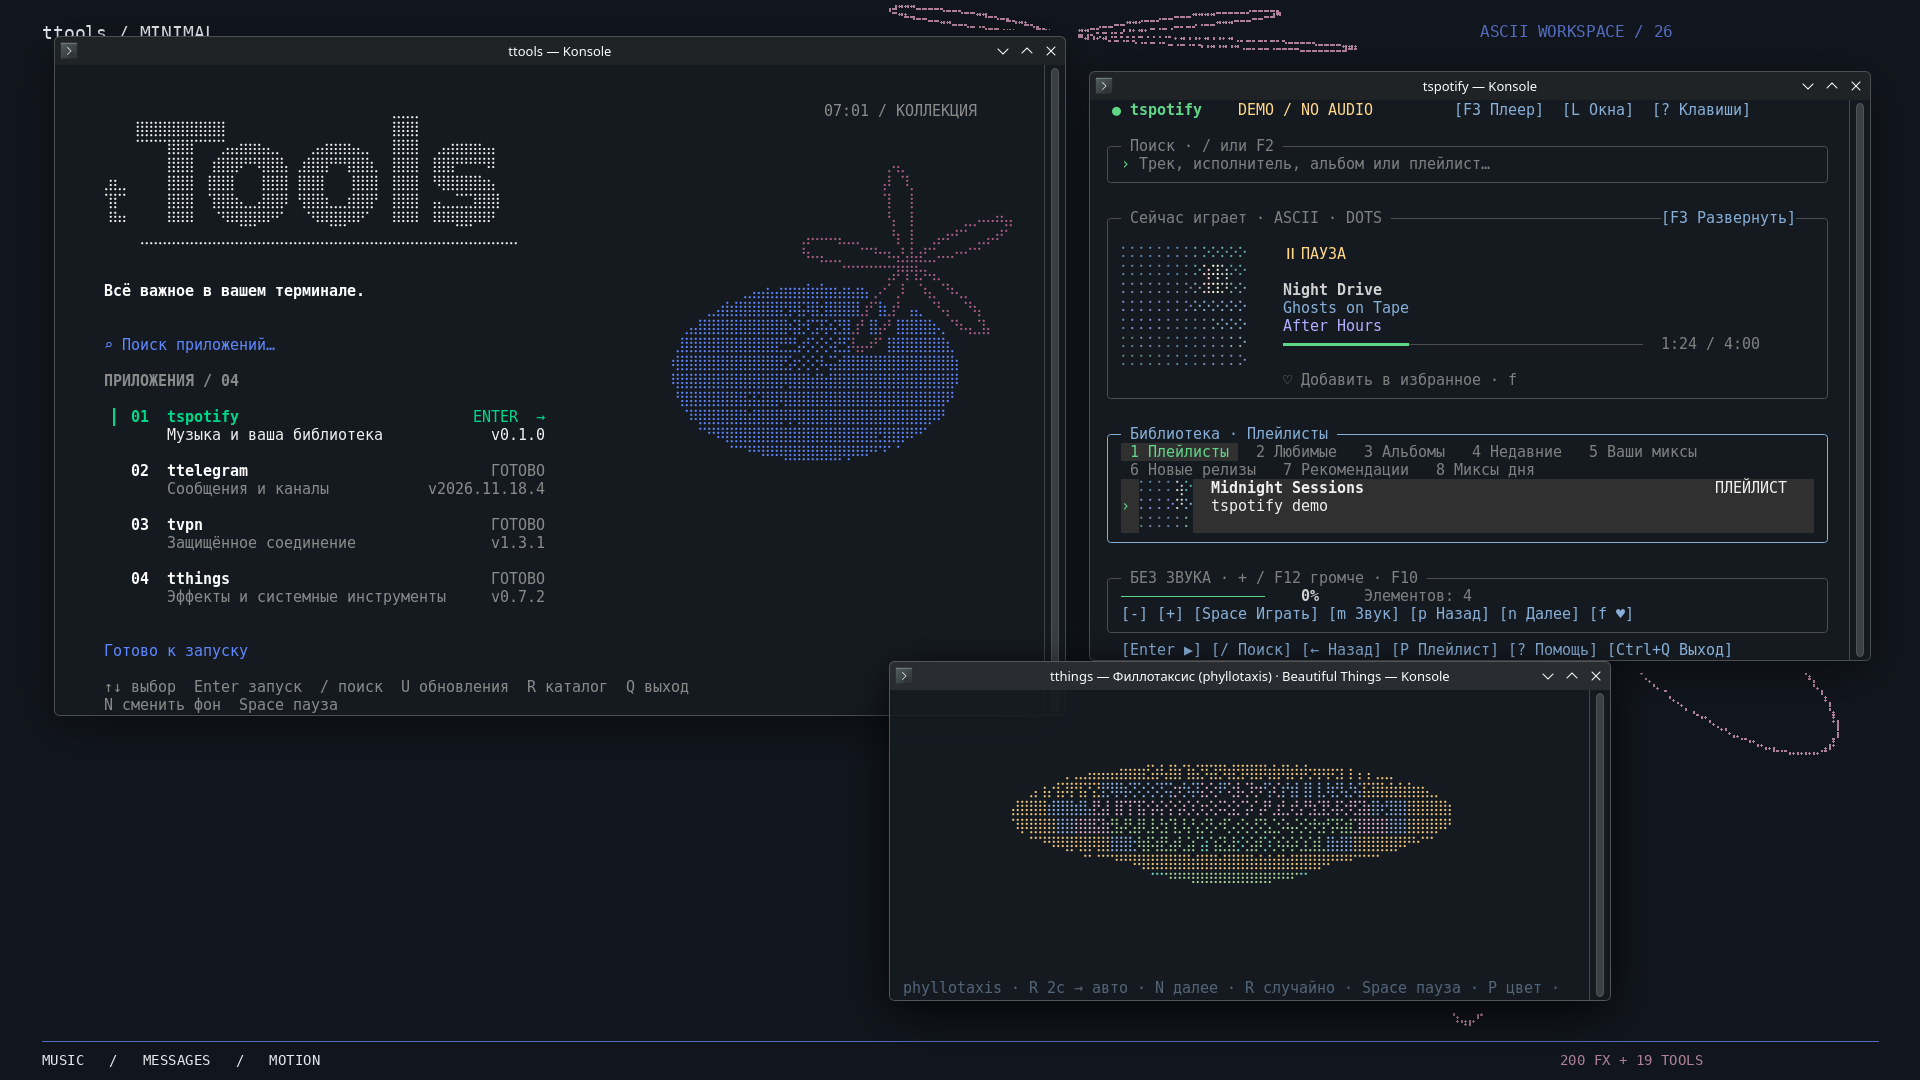 ttools / MINIMAL
ASCII WORKSPACE / 26
ttools — Konsole
07:01 / КОЛЛЕКЦИЯ
tTools
Всё важное в вашем терминале.
⌕ Поиск приложений…
ПРИЛОЖЕНИЯ / 04
01 tspotify ENTER →
Музыка и ваша библиотека v0.1.0
02 ttelegram ГОТОВО
Сообщения и каналы v2026.11.18.4
03 tvpn ГОТОВО
Защищённое соединение v1.3.1
04 tthings ГОТОВО
Эффекты и системные инструменты v0.7.2
Готово к запуску
↑↓ выбор Enter запуск / поиск U обновления R каталог Q выход
N сменить фон Space пауза
tspotify — Konsole
● tspotify DEMO / NO AUDIO [F3 Плеер] [L Окна] [? Клавиши]
Поиск · / или F2
› Трек, исполнитель, альбом или плейлист…
Сейчас играет · ASCII · DOTS [F3 Развернуть]
⏸ ПАУЗА
Night Drive
Ghosts on Tape
After Hours
1:24 / 4:00
♡ Добавить в избранное · f
Библиотека · Плейлисты
1 Плейлисты 2 Любимые 3 Альбомы 4 Недавние 5 Ваши миксы
6 Новые релизы 7 Рекомендации 8 Миксы дня
Midnight Sessions ПЛЕЙЛИСТ
› tspotify demo
БЕЗ ЗВУКА · + / F12 громче · F10
0% Элементов: 4
[-] [+] [Space Играть] [m Звук] [p Назад] [n Далее] [f ♥]
[Enter ▶] [/ Поиск] [← Назад] [P Плейлист] [? Помощь] [Ctrl+Q Выход]
tthings — Филлотаксис (phyllotaxis) · Beautiful Things — Konsole
phyllotaxis · R 2с → авто · N далее · R случайно · Space пауза · P цвет ·
MUSIC / MESSAGES / MOTION
200 FX + 19 TOOLS